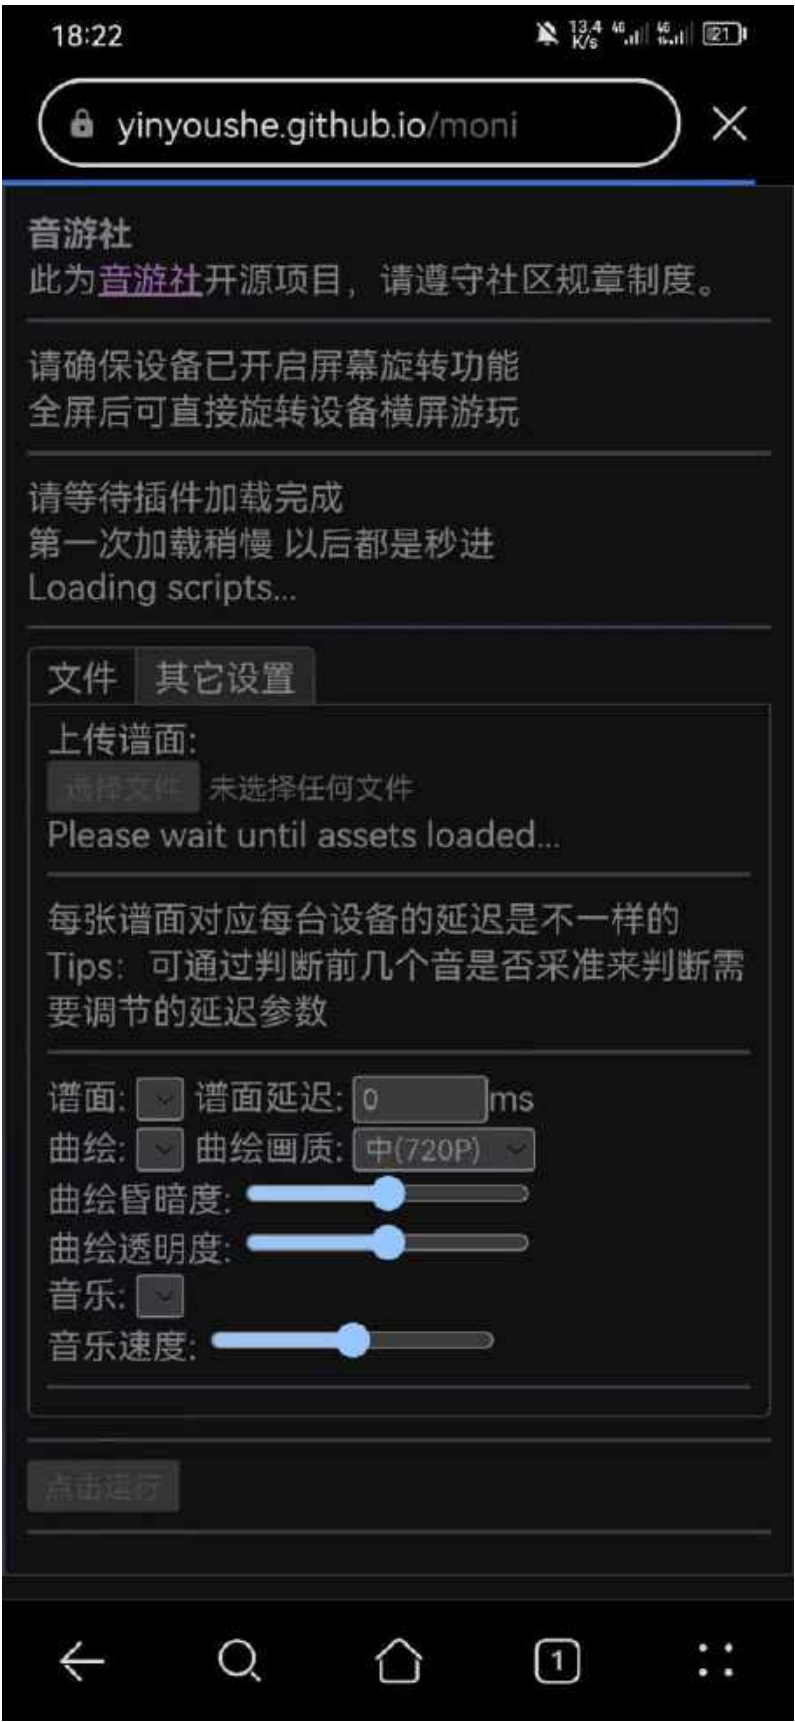 18:22
13.4 K/s 4G 4G 21
yinyoushe.github.io/moni
音游社
此为音游社开源项目，请遵守社区规章制度。
请确保设备已开启屏幕旋转功能
全屏后可直接旋转设备横屏游玩
请等待插件加载完成
第一次加载稍慢 以后都是秒进
Loading scripts...
文件 其它设置
上传谱面:
选择文件 未选择任何文件
Please wait until assets loaded...
每张谱面对应每台设备的延迟是不一样的
Tips：可通过判断前几个音是否采准来判断需
要调节的延迟参数
谱面: 谱面延迟: 0 ms
曲绘: 曲绘画质: 中(720P)
曲绘昏暗度:
曲绘透明度:
音乐:
音乐速度:
点击运行
1